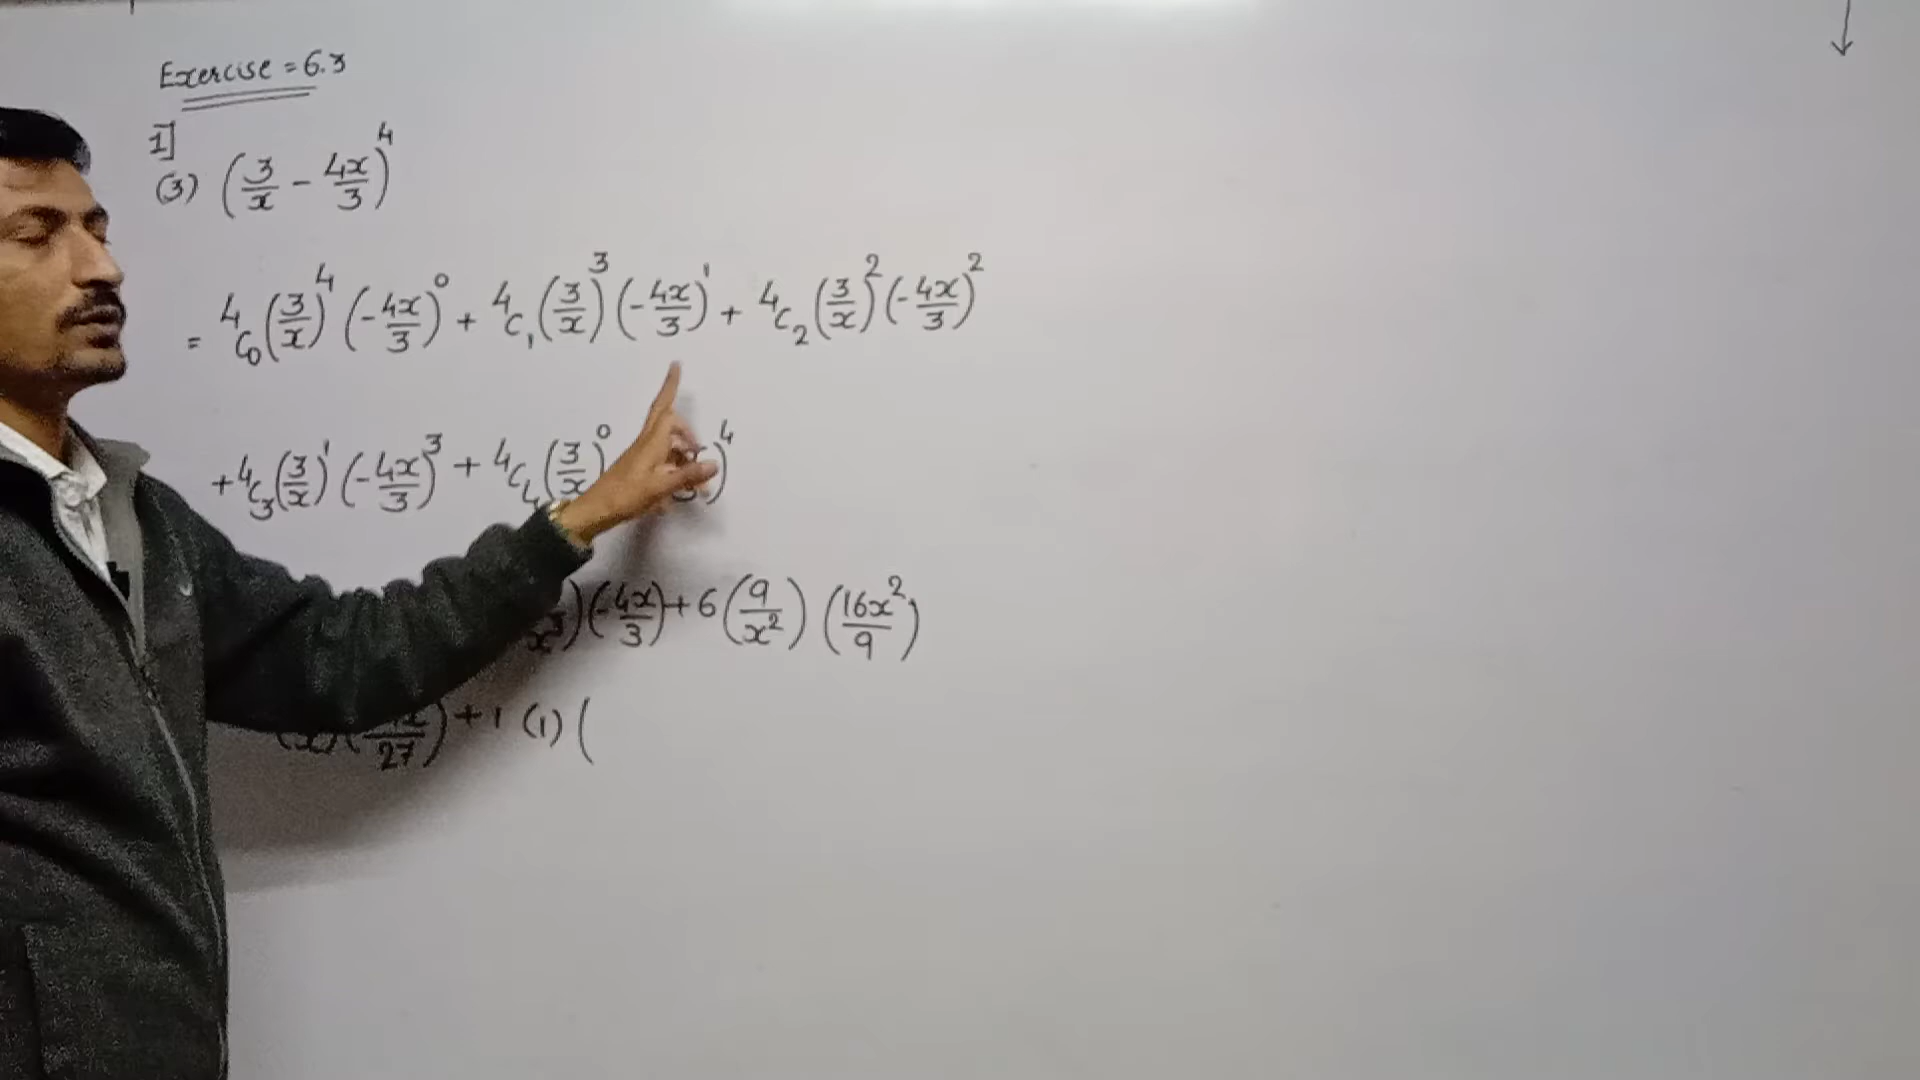 Exercise = 6.3
1]
(3) (3/x - 4x/3)^4
= ⁴C₀(3/x)^4 (-4x/3)^0 + ⁴C₁(3/x)^3 (-4x/3)^1 + ⁴C₂(3/x)^2 (-4x/3)^2
+ ⁴C₃(3/x)^1 (-4x/3)^3 + ⁴C₄(3/x)^0 )^4
x^3)(-4x/3) + 6(9/x^2) (16x^2/9)
/27) + 1 (1) (